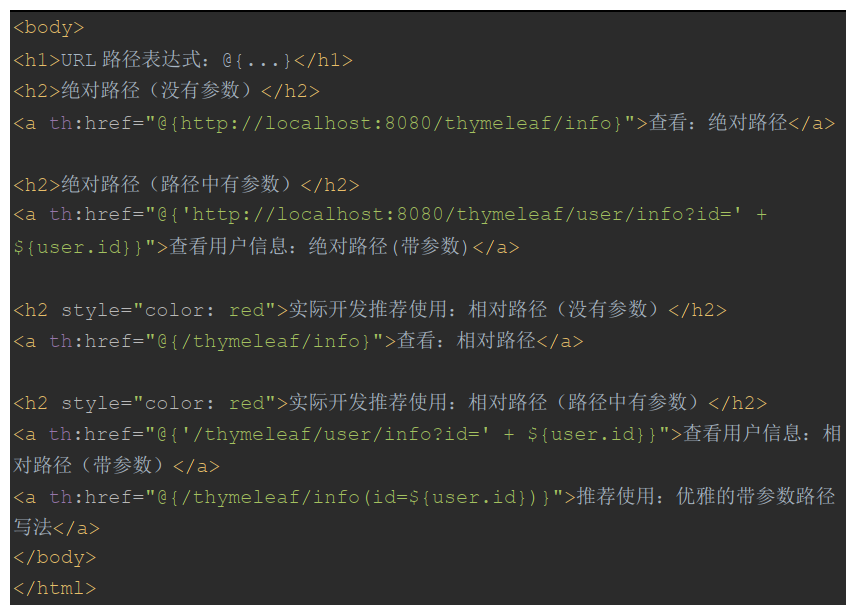 <body>
<h1>URL 路径表达式：@{...}</h1>
<h2>绝对路径（没有参数）</h2>
<a th:href="@{http://localhost:8080/thymeleaf/info}">查看：绝对路径</a>
<h2>绝对路径（路径中有参数）</h2>
<a th:href="@{'http://localhost:8080/thymeleaf/user/info?id=' +
${user.id}}">查看用户信息：绝对路径(带参数)</a>
<h2 style="color: red">实际开发推荐使用：相对路径（没有参数）</h2>
<a th:href="@{/thymeleaf/info}">查看：相对路径</a>
<h2 style="color: red">实际开发推荐使用：相对路径（路径中有参数）</h2>
<a th:href="@{'/thymeleaf/user/info?id=' + ${user.id}}">查看用户信息：相
对路径（带参数）</a>
<a th:href="@{/thymeleaf/info(id=${user.id})}">推荐使用：优雅的带参数路径
写法</a>
</body>
</html>